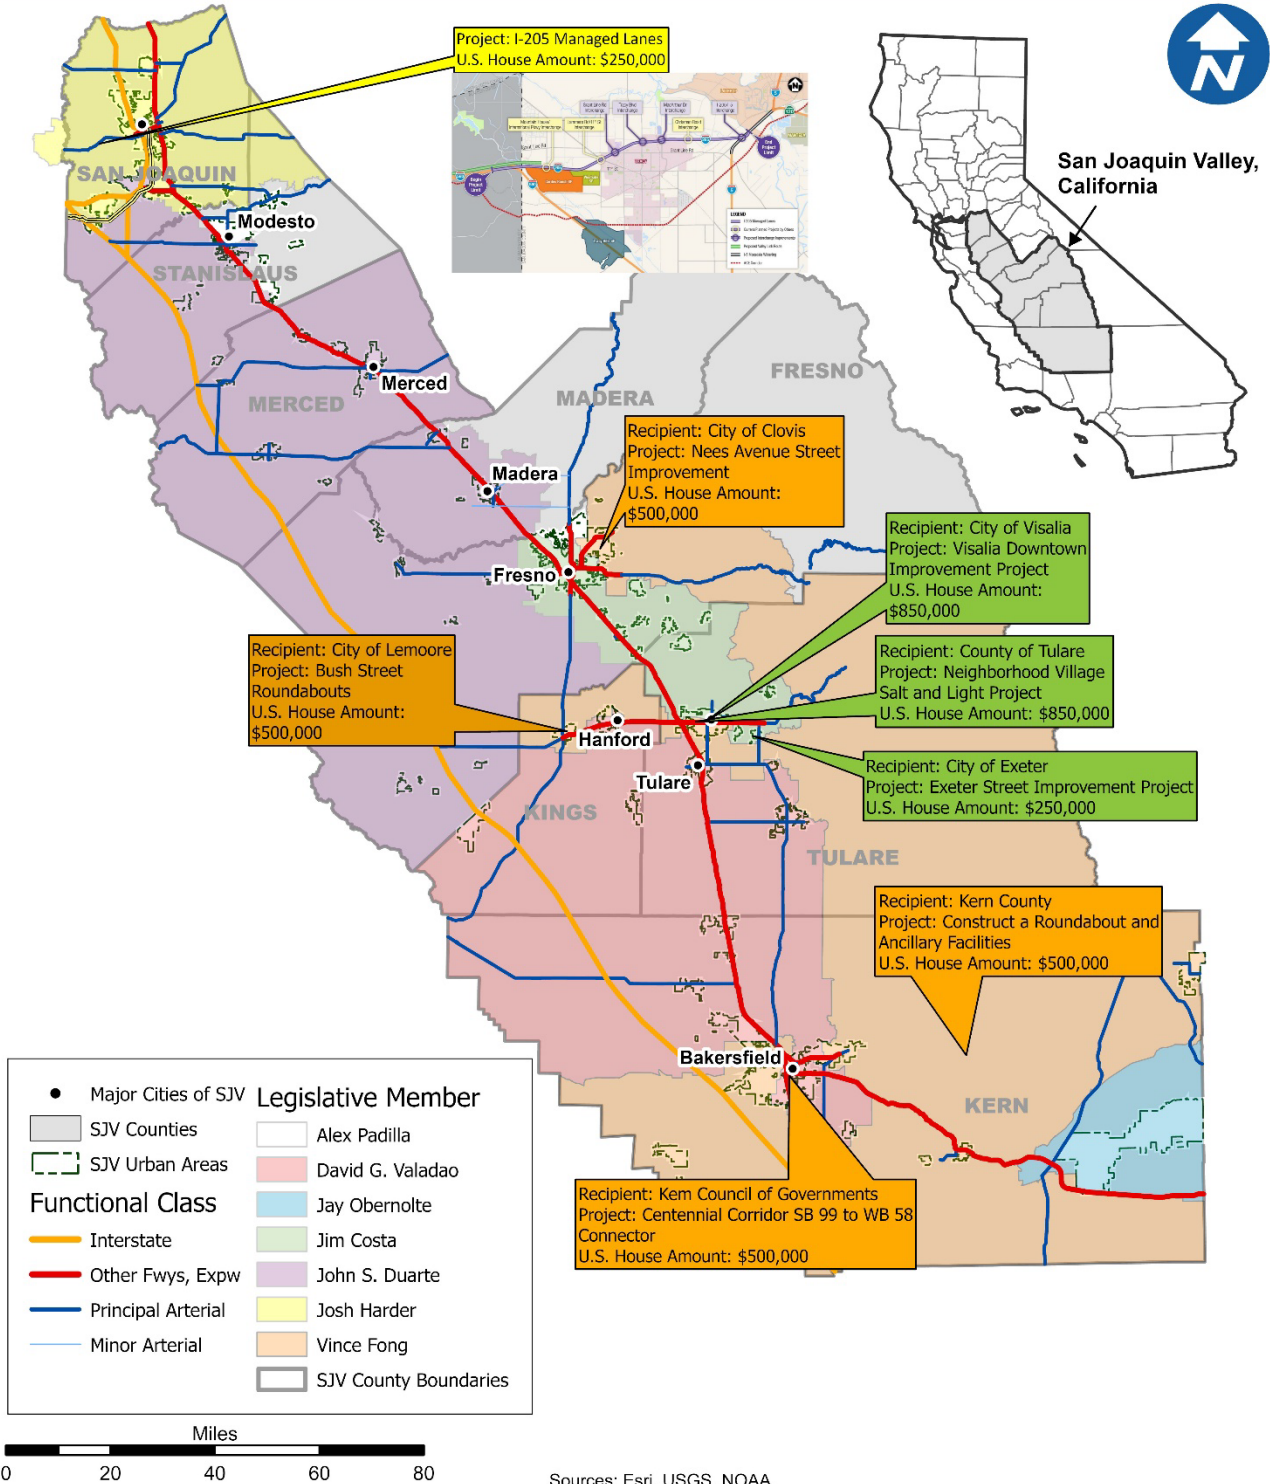 Project: I-205 Managed Lanes
U.S. House Amount: $250,000
N
San Joaquin Valley,
California
SAN JOAQUIN
Modesto
STANISLAUS
Merced
MERCED
MADERA
FRESNO
Recipient: City of Clovis
Project: Nees Avenue Street
Improvement
U.S. House Amount:
$500,000
Madera
Fresno
Recipient: City of Visalia
Project: Visalia Downtown
Improvement Project
U.S. House Amount:
$850,000
Recipient: City of Lemoore
Project: Bush Street
Roundabouts
U.S. House Amount:
$500,000
Recipient: County of Tulare
Project: Neighborhood Village
Salt and Light Project
U.S. House Amount: $850,000
Hanford
Tulare
Recipient: City of Exeter
Project: Exeter Street Improvement Project
U.S. House Amount: $250,000
KINGS
TULARE
Recipient: Kern County
Project: Construct a Roundabout and
Ancillary Facilities
U.S. House Amount: $500,000
Bakersfield
KERN
Recipient: Kern Council of Governments
Project: Centennial Corridor SB 99 to WB 58
Connector
U.S. House Amount: $500,000
Major Cities of SJV
SJV Counties
SJV Urban Areas
Functional Class
Interstate
Other Fwys, Expw
Principal Arterial
Minor Arterial
Legislative Member
Alex Padilla
David G. Valadao
Jay Obernolte
Jim Costa
John S. Duarte
Josh Harder
Vince Fong
SJV County Boundaries
Miles
0 20 40 60 80
Sources: Esri, USGS, NOAA